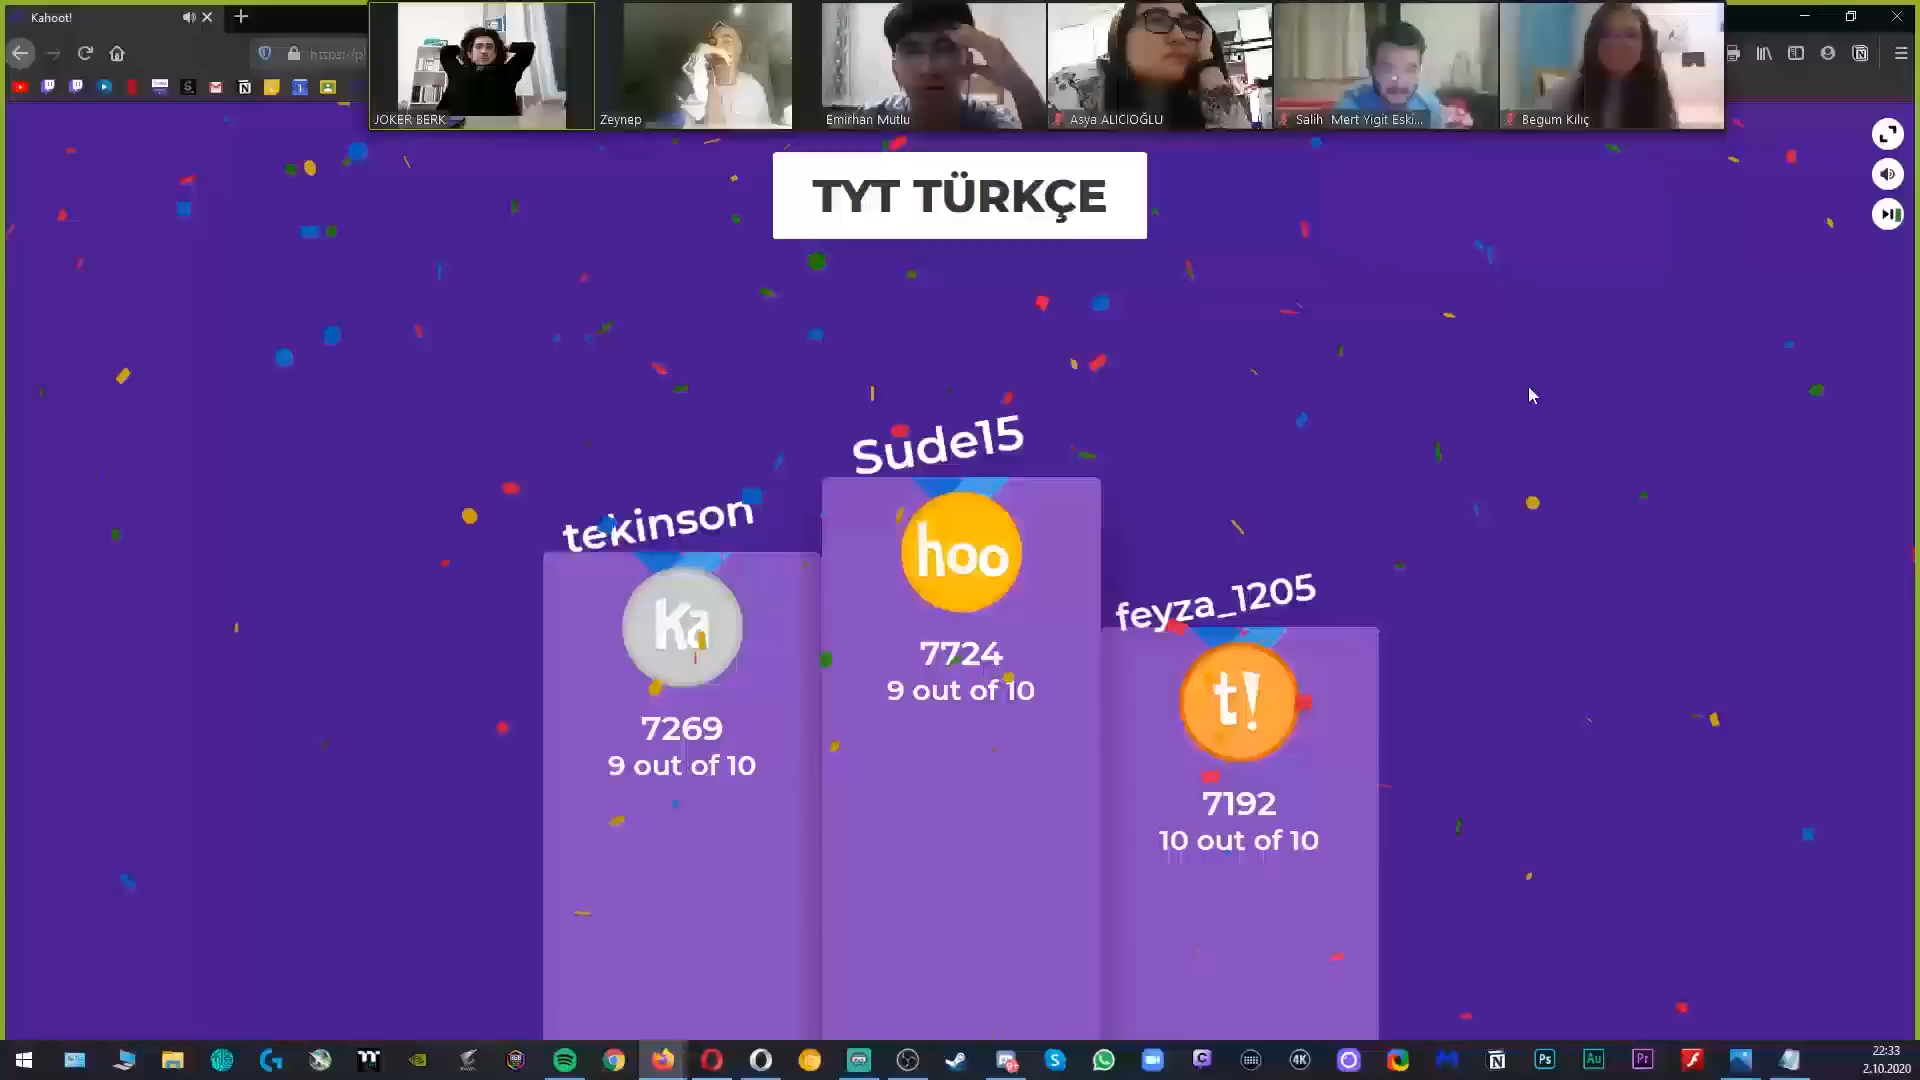 Kahoot!
https://pl
JOKER BERK
Zeynep
Emirhan Mutlu
Asya ALICIOĞLU
Salih Mert Yigit Eski...
Begum Kılıç
TYT TÜRKÇE
Sude15
tekinson
feyza_1205
hoo
Ka
t!
7724
9 out of 10
7269
9 out of 10
7192
10 out of 10
22:33
2.10.2020